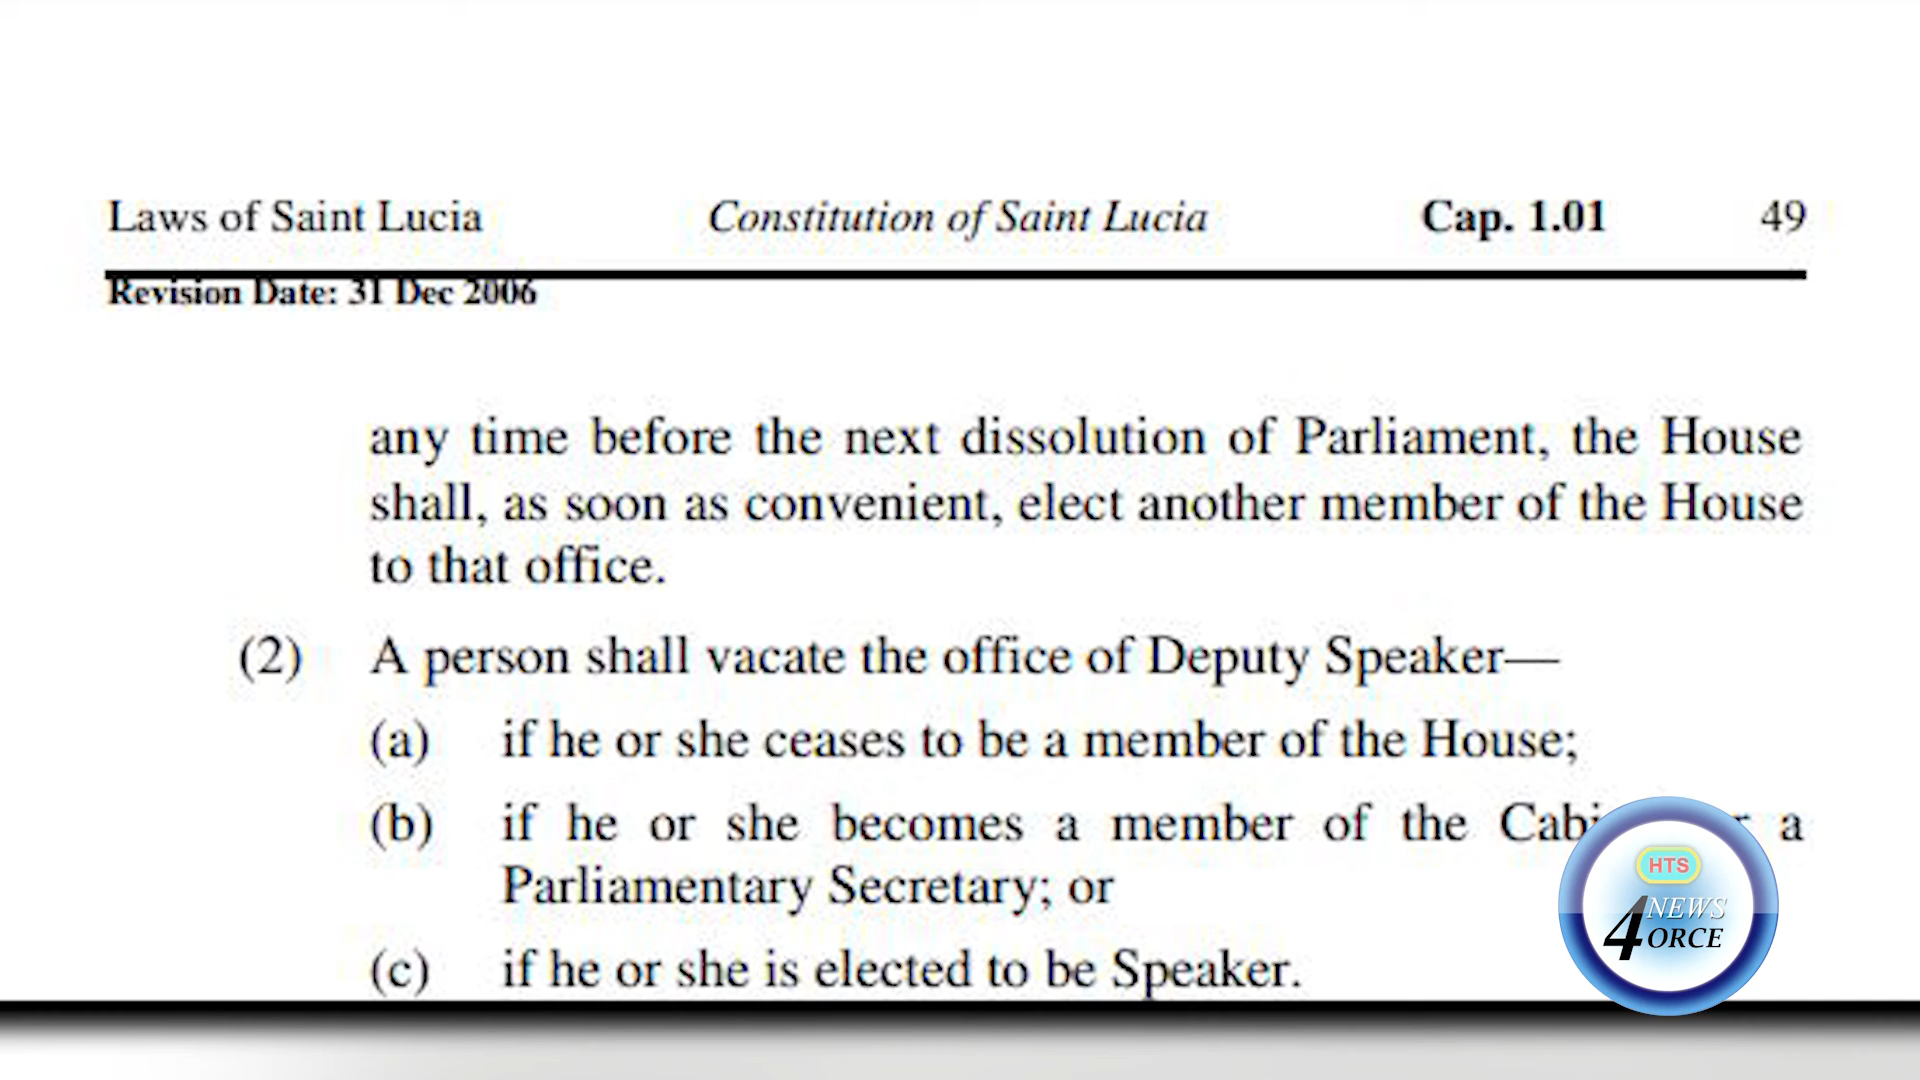 Laws of Saint Lucia Constitution of Saint Lucia Cap. 1.01 49
Revision Date: 31 Dec 2006
any time before the next dissolution of Parliament, the House
shall, as soon as convenient, elect another member of the House
to that office.
(2) A person shall vacate the office of Deputy Speaker—
(a) if he or she ceases to be a member of the House;
(b) if he or she becomes a member of the a
Parliamentary Secretary; or
(c) if he or she is elected to be Speaker.
HTS
NEWS
4ORCE